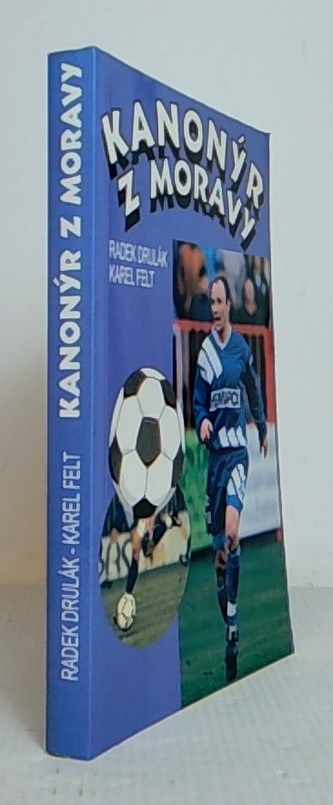 RADEK DRULÁK - KAREL FELT KANONÝR Z MORAVY
KANONÝR
Z MORAVY
RADEK DRULÁK
KAREL FELT